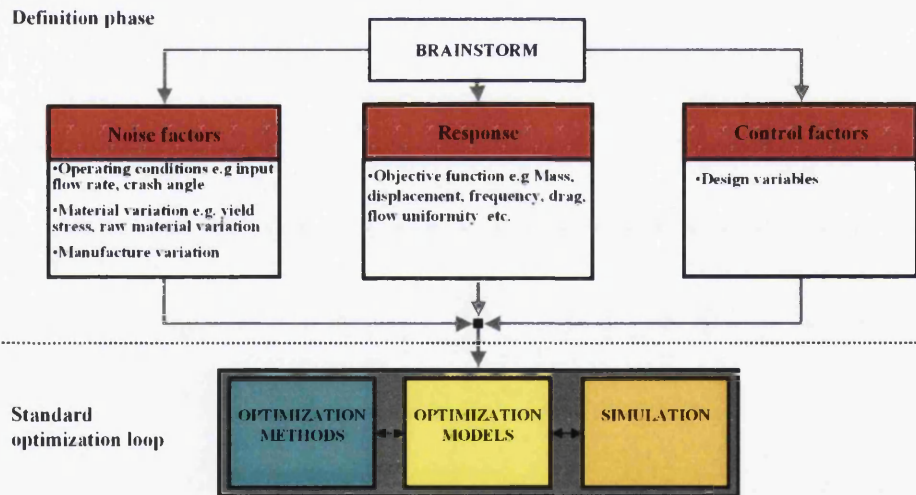 Definition phase
BRAINSTORM
Noise factors
•Operating conditions e.g input
flow rate, crash angle
•Material variation e.g. yield
stress, raw material variation
•Manufacture variation
Response
•Objective function e.g Mass,
displacement, frequency, drag,
flow uniformity etc.
Control factors
•Design variables
Standard
optimization loop
OPTIMIZATION
METHODS
OPTIMIZATION
MODELS
SIMULATION